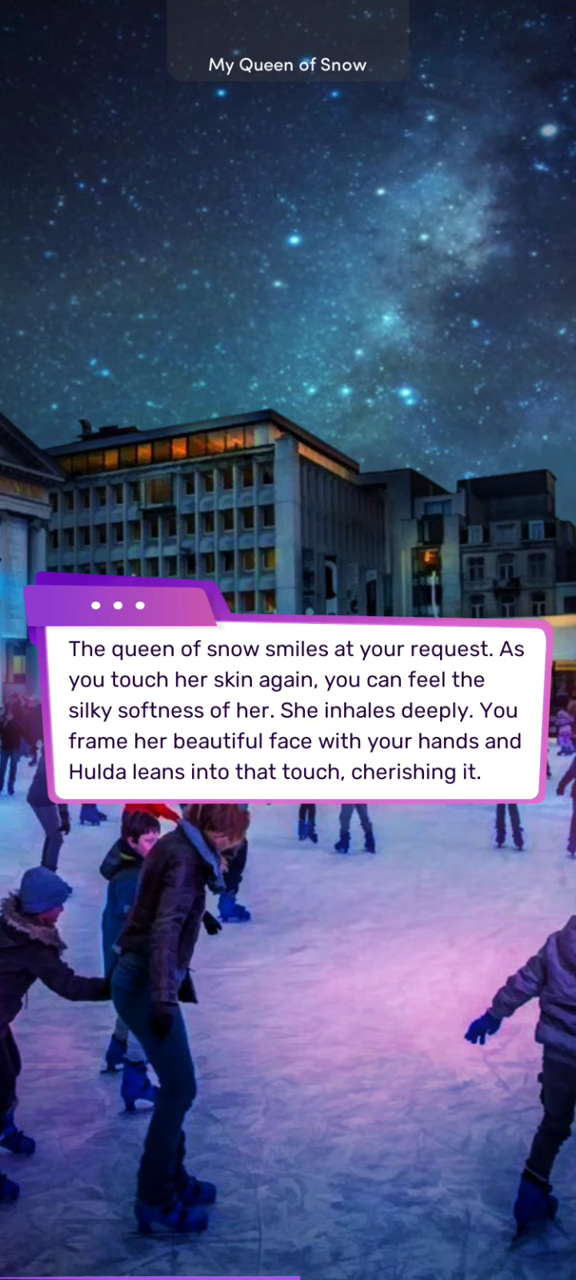 My Queen of Snow
The queen of snow smiles at your request. As
you touch her skin again, you can feel the
silky softness of her. She inhales deeply. You
frame her beautiful face with your hands and
Hulda leans into that touch, cherishing it.